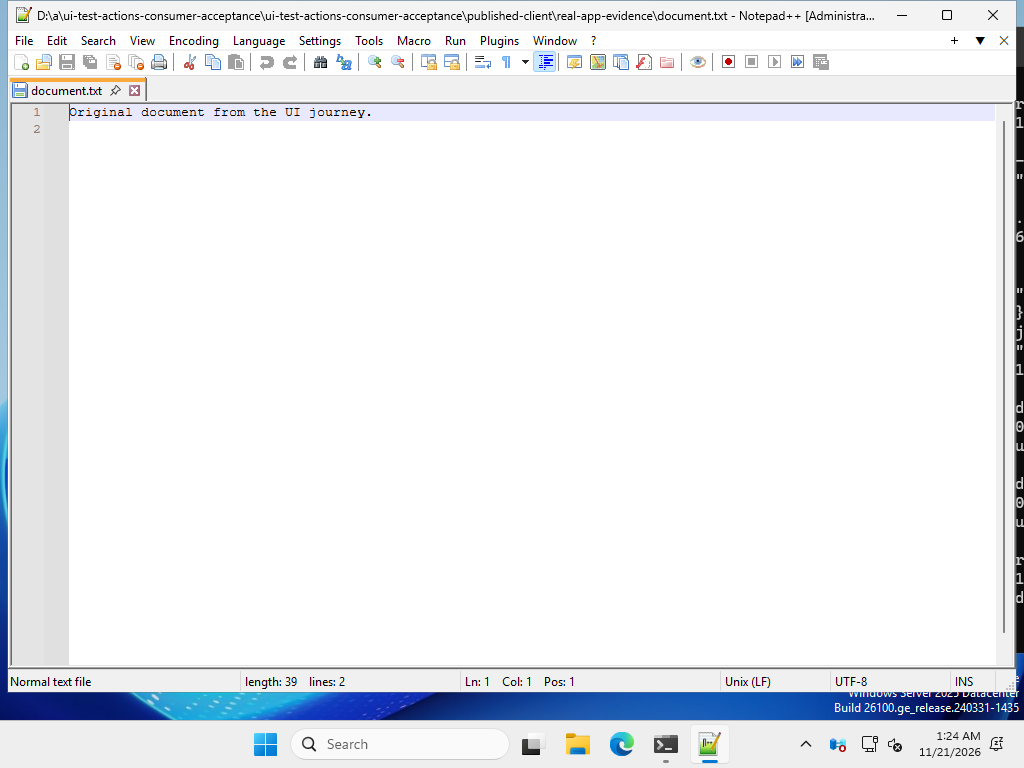 D:\a\ui-test-actions-consumer-acceptance\ui-test-actions-consumer-acceptance\published-client\real-app-evidence\document.txt - Notepad++ [Administra...
File Edit Search View Encoding Language Settings Tools Macro Run Plugins Window ?
document.txt
1 Original document from the UI journey.
2
Normal text file length: 39 lines: 2 Ln: 1 Col: 1 Pos: 1 Unix (LF) UTF-8 INS
Windows Server 2025 Datacenter
Build 26100.ge_release.240331-1435
Search
1:24 AM
11/21/2026